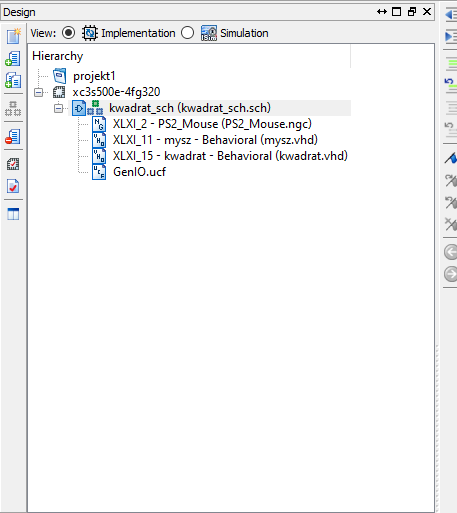 Design
View: Implementation Simulation
Hierarchy
projekt1
xc3s500e-4fg320
kwadrat_sch (kwadrat_sch.sch)
XLXI_2 - PS2_Mouse (PS2_Mouse.ngc)
XLXI_11 - mysz - Behavioral (mysz.vhd)
XLXI_15 - kwadrat - Behavioral (kwadrat.vhd)
GenIO.ucf